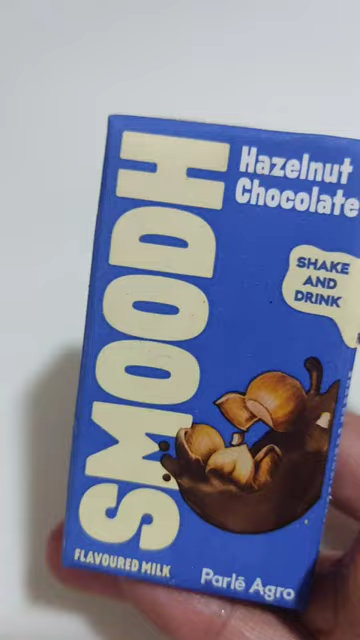 SMOODH
Hazelnut
Chocolate
SHAKE
AND
DRINK
FLAVOURED MILK
Parlē Agro